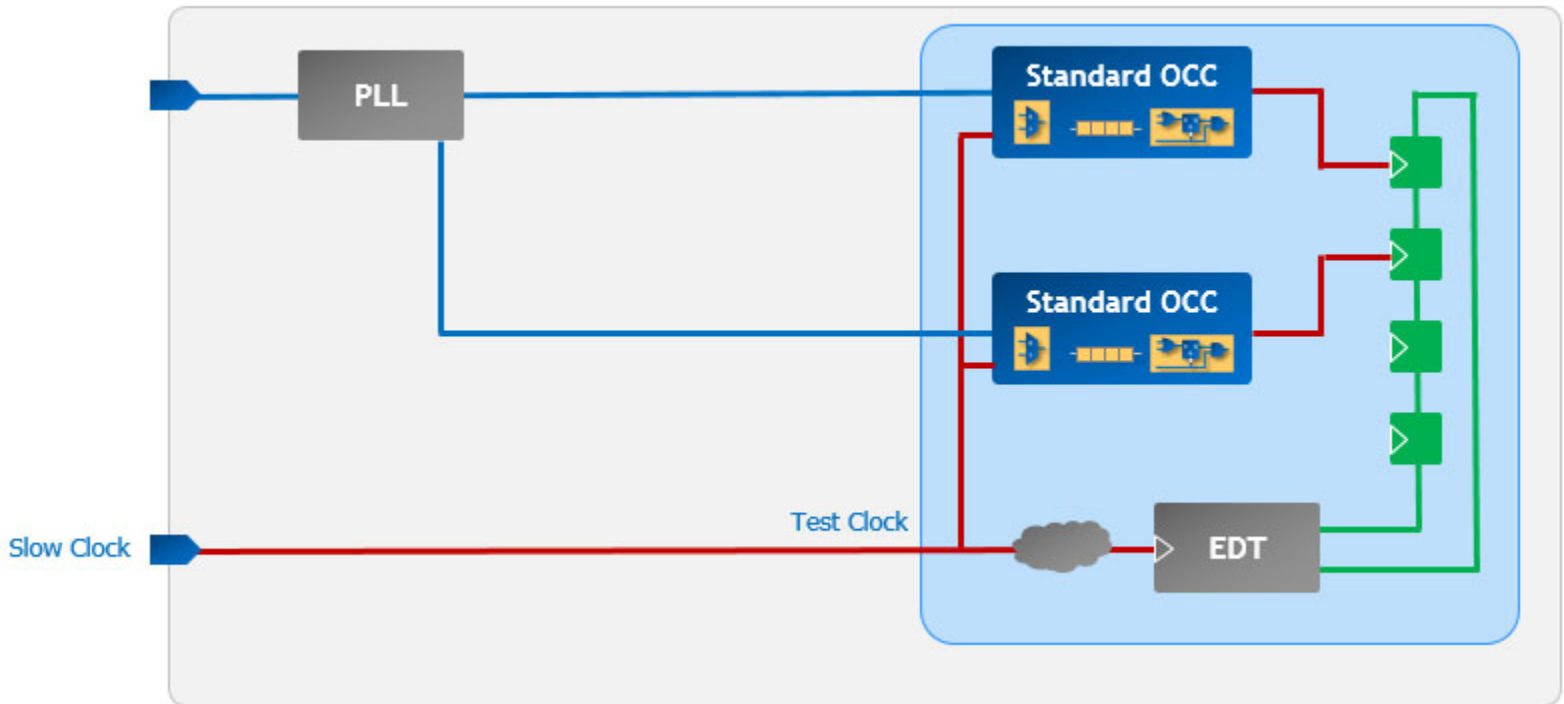 PLL
Standard OCC
Standard OCC
Test Clock
Slow Clock
EDT